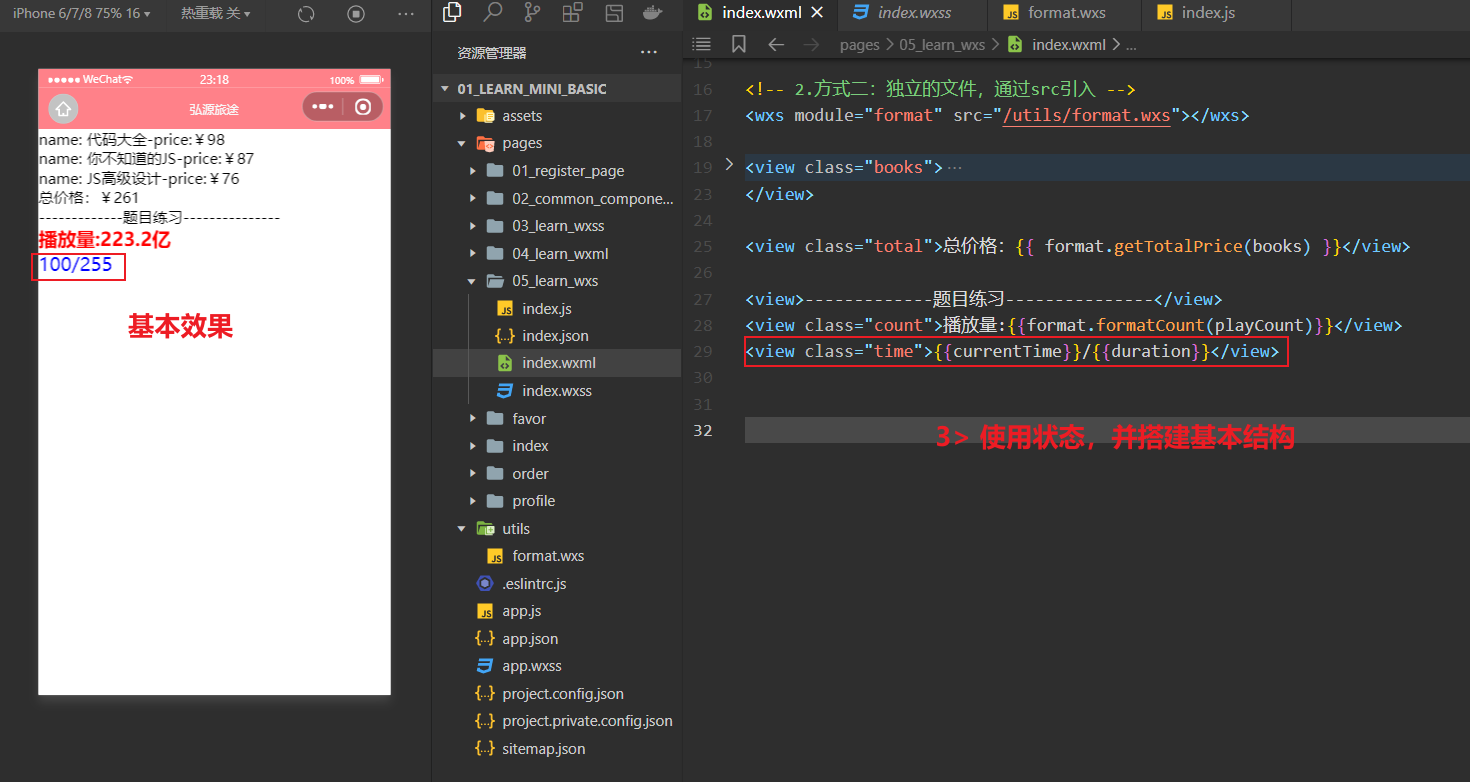 iPhone 6/7/8 75% 16
热重载 关
WeChat
23:18
100%
弘源旅途
name: 代码大全-price:￥98
name: 你不知道的JS-price:￥87
name: JS高级设计-price:￥76
总价格：￥261
-------------题目练习---------------
播放量:223.2亿
100/255
基本效果
资源管理器
01_LEARN_MINI_BASIC
assets
pages
01_register_page
02_common_compone...
03_learn_wxss
04_learn_wxml
05_learn_wxs
index.js
index.json
index.wxml
index.wxss
favor
index
order
profile
utils
format.wxs
.eslintrc.js
app.js
app.json
app.wxss
project.config.json
project.private.config.json
sitemap.json
index.wxml
index.wxss
format.wxs
index.js
pages > 05_learn_wxs > index.wxml > ...
15
16 <!-- 2.方式二：独立的文件，通过src引入 -->
17 <wxs module="format" src="/utils/format.wxs"></wxs>
18
19 <view class="books">…
23 </view>
24
25 <view class="total">总价格：{{ format.getTotalPrice(books) }}</view>
26
27 <view>-------------题目练习---------------</view>
28 <view class="count">播放量:{{format.formatCount(playCount)}}</view>
29 <view class="time">{{currentTime}}/{{duration}}</view>
30
31
32
3> 使用状态，并搭建基本结构